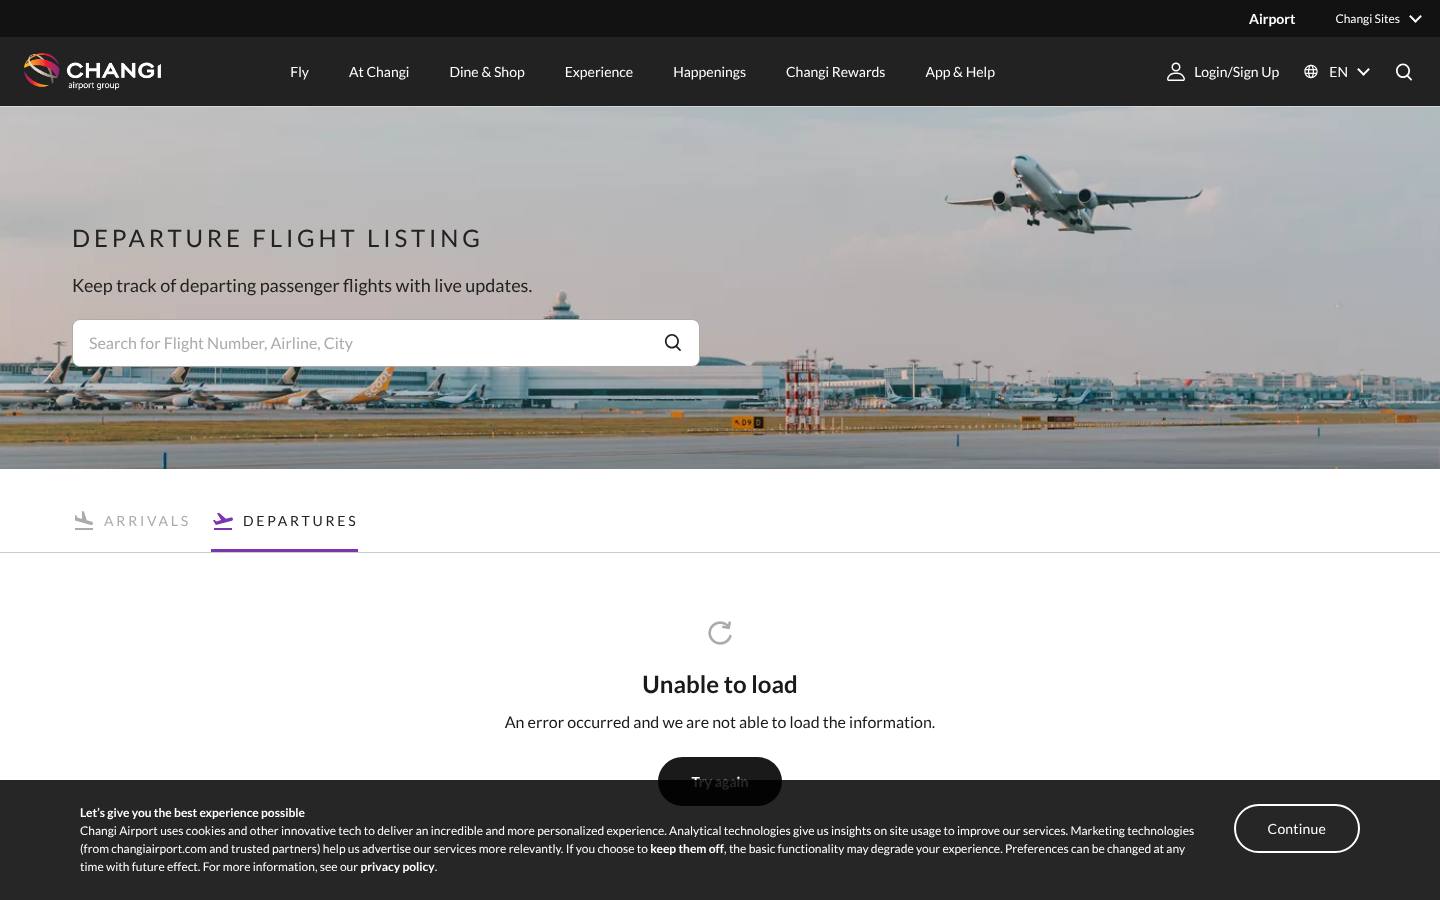 Airport
Changi Sites
CHANGI
airport group
Fly
At Changi
Dine & Shop
Experience
Happenings
Changi Rewards
App & Help
Login/Sign Up
EN
DEPARTURE FLIGHT LISTING
Keep track of departing passenger flights with live updates.
Search for Flight Number, Airline, City
ARRIVALS
DEPARTURES
Unable to load
An error occurred and we are not able to load the information.
Try again
Let's give you the best experience possible
Changi Airport uses cookies and other innovative tech to deliver an incredible and more personalized experience. Analytical technologies give us insights on site usage to improve our services. Marketing technologies
(from changiairport.com and trusted partners) help us advertise our services more relevantly. If you choose to keep them off, the basic functionality may degrade your experience. Preferences can be changed at any
time with future effect. For more information, see our privacy policy.
Continue